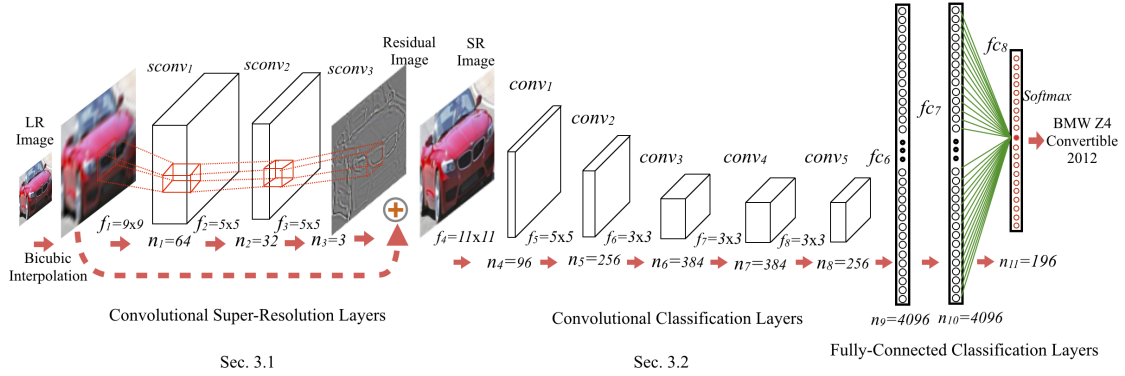 LR
Image
Bicubic
Interpolation
sconv1
sconv2
sconv3
Residual
Image
SR
Image
f1=9x9
n1=64
f2=5x5
n2=32
f3=5x5
n3=3
Convolutional Super-Resolution Layers
Sec. 3.1
conv1
conv2
conv3
conv4
conv5
f4=11x11
n4=96
f5=5x5
n5=256
f6=3x3
n6=384
f7=3x3
n7=384
f8=3x3
n8=256
Convolutional Classification Layers
Sec. 3.2
fc6
fc7
fc8
Softmax
BMW Z4
Convertible
2012
n9=4096
n10=4096
n11=196
Fully-Connected Classification Layers